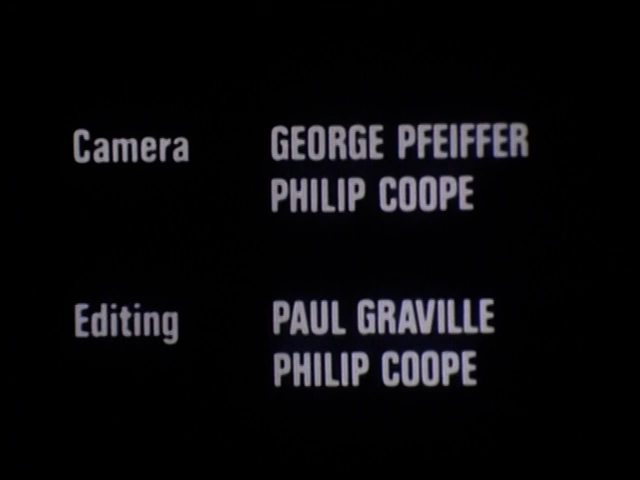 Camera GEORGE PFEIFFER
PHILIP COOPE
Editing PAUL GRAVILLE
PHILIP COOPE